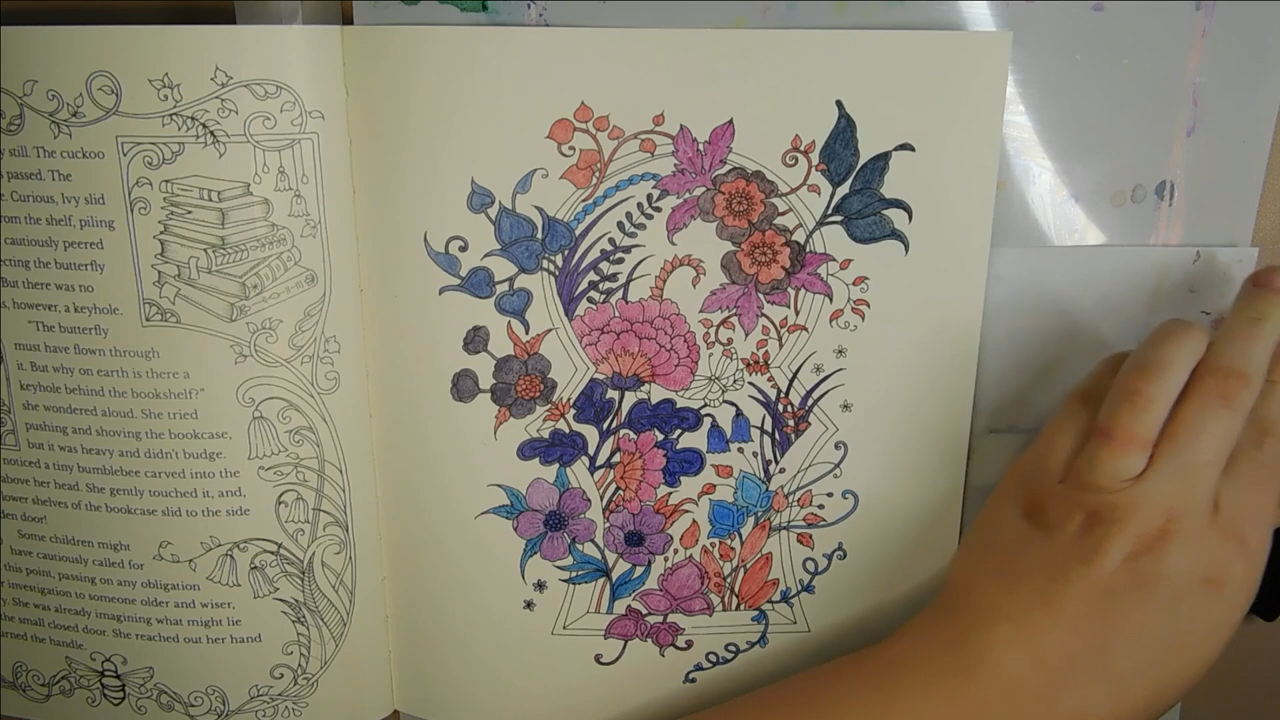 y still. The cuckoo
s passed. The
e. Curious, Ivy slid
rom the shelf, piling
cautiously peered
ecting the butterfly
But there was no
s, however, a keyhole.
"The butterfly
must have flown through
it. But why on earth is there a
keyhole behind the bookshelf?"
she wondered aloud. She tried
pushing and shoving the bookcase,
but it was heavy and didn't budge.
noticed a tiny bumblebee carved into the
above her head. She gently touched it, and,
lower shelves of the bookcase slid to the side
den door!
Some children might
have cautiously called for
this point, passing on any obligation
r investigation to someone older and wiser,
y. She was already imagining what might lie
the small closed door. She reached out her hand
urned the handle.